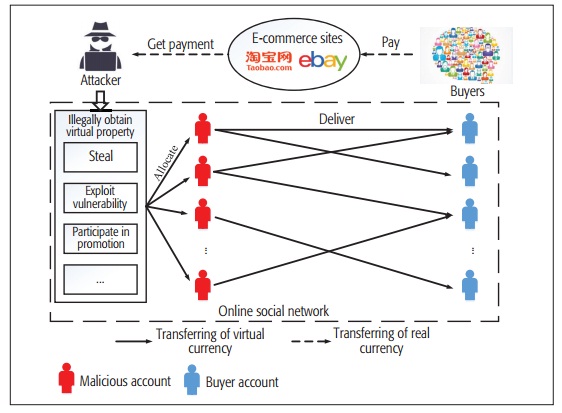 E-commerce sites
Get payment
Pay
淘宝网
Taobao.com
ebay
Attacker
Buyers
Illegally obtain
virtual property
Steal
Exploit
vulnerability
Participate in
promotion
...
Allocate
Deliver
...
...
Online social network
Transferring of virtual
currency
Transferring of real
currency
Malicious account
Buyer account